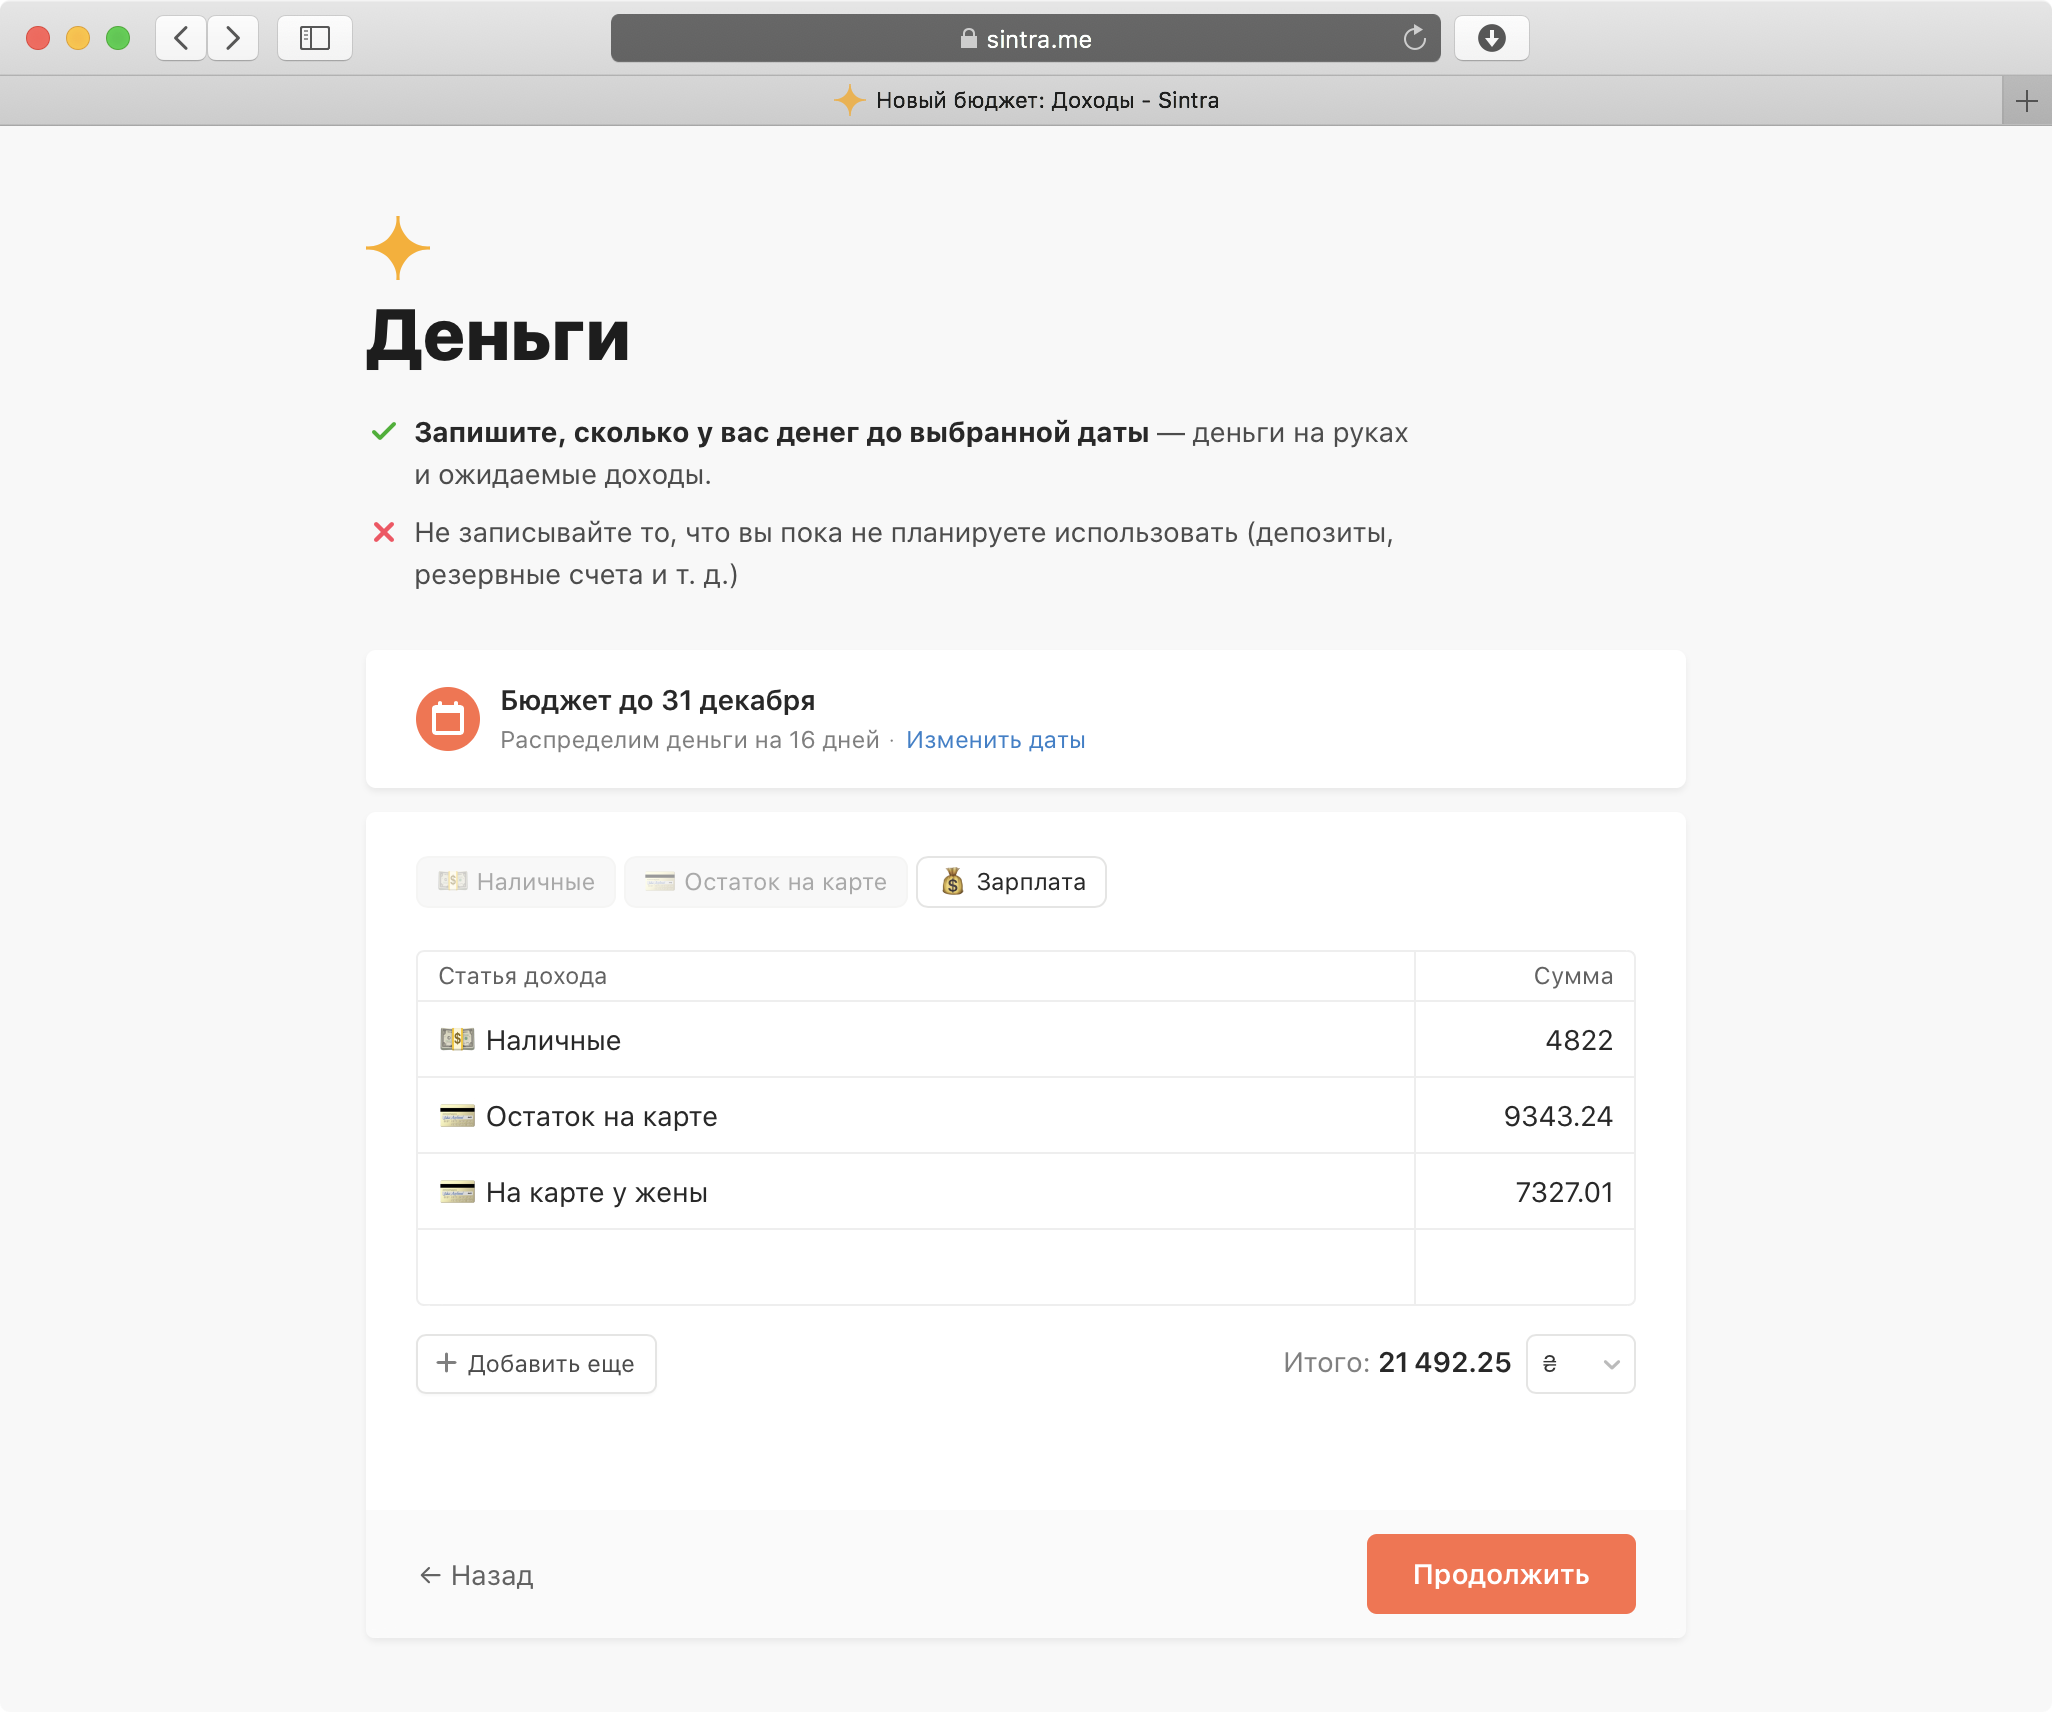 sintra.me
Новый бюджет: Доходы - Sintra
Деньги
Запишите, сколько у вас денег до выбранной даты — деньги на руках
и ожидаемые доходы.
Не записывайте то, что вы пока не планируете использовать (депозиты,
резервные счета и т. д.)
Бюджет до 31 декабря
Распределим деньги на 16 дней · Изменить даты
Наличные Остаток на карте Зарплата
Статья дохода Сумма
Наличные 4822
Остаток на карте 9343.24
На карте у жены 7327.01
+ Добавить еще Итого: 21 492.25 ₴
← Назад Продолжить